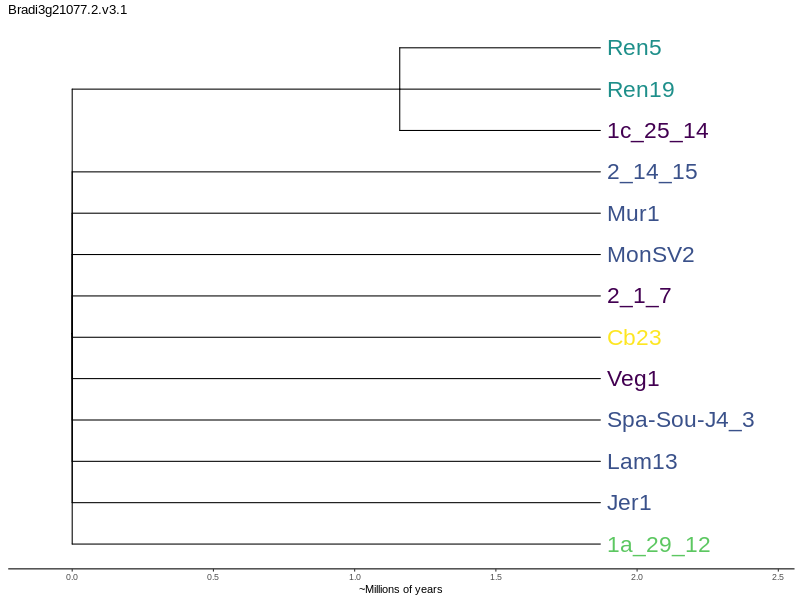 Bradi3g21077.2.v3.1
Ren5
Ren19
1c_25_14
2_14_15
Mur1
MonSV2
2_1_7
Cb23
Veg1
Spa-Sou-J4_3
Lam13
Jer1
1a_29_12
0.0 0.5 1.0 1.5 2.0 2.5
~Millions of years